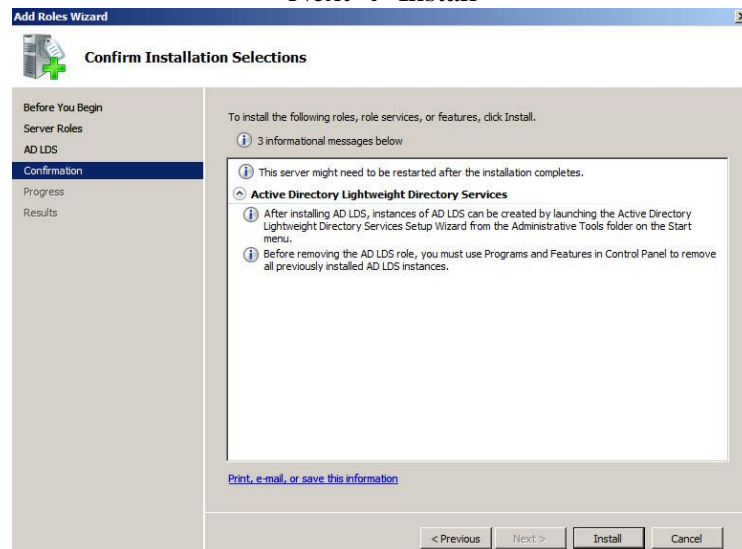 Add Roles Wizard
Confirm Installation Selections
Before You Begin
Server Roles
AD LDS
Confirmation
Progress
Results
To install the following roles, role services, or features, click Install.
3 informational messages below
This server might need to be restarted after the installation completes.
Active Directory Lightweight Directory Services
After installing AD LDS, instances of AD LDS can be created by launching the Active Directory
Lightweight Directory Services Setup Wizard from the Administrative Tools folder on the Start
menu.
Before removing the AD LDS role, you must use Programs and Features in Control Panel to remove
all previously installed AD LDS instances.
Print, e-mail, or save this information
< Previous
Next >
Install
Cancel